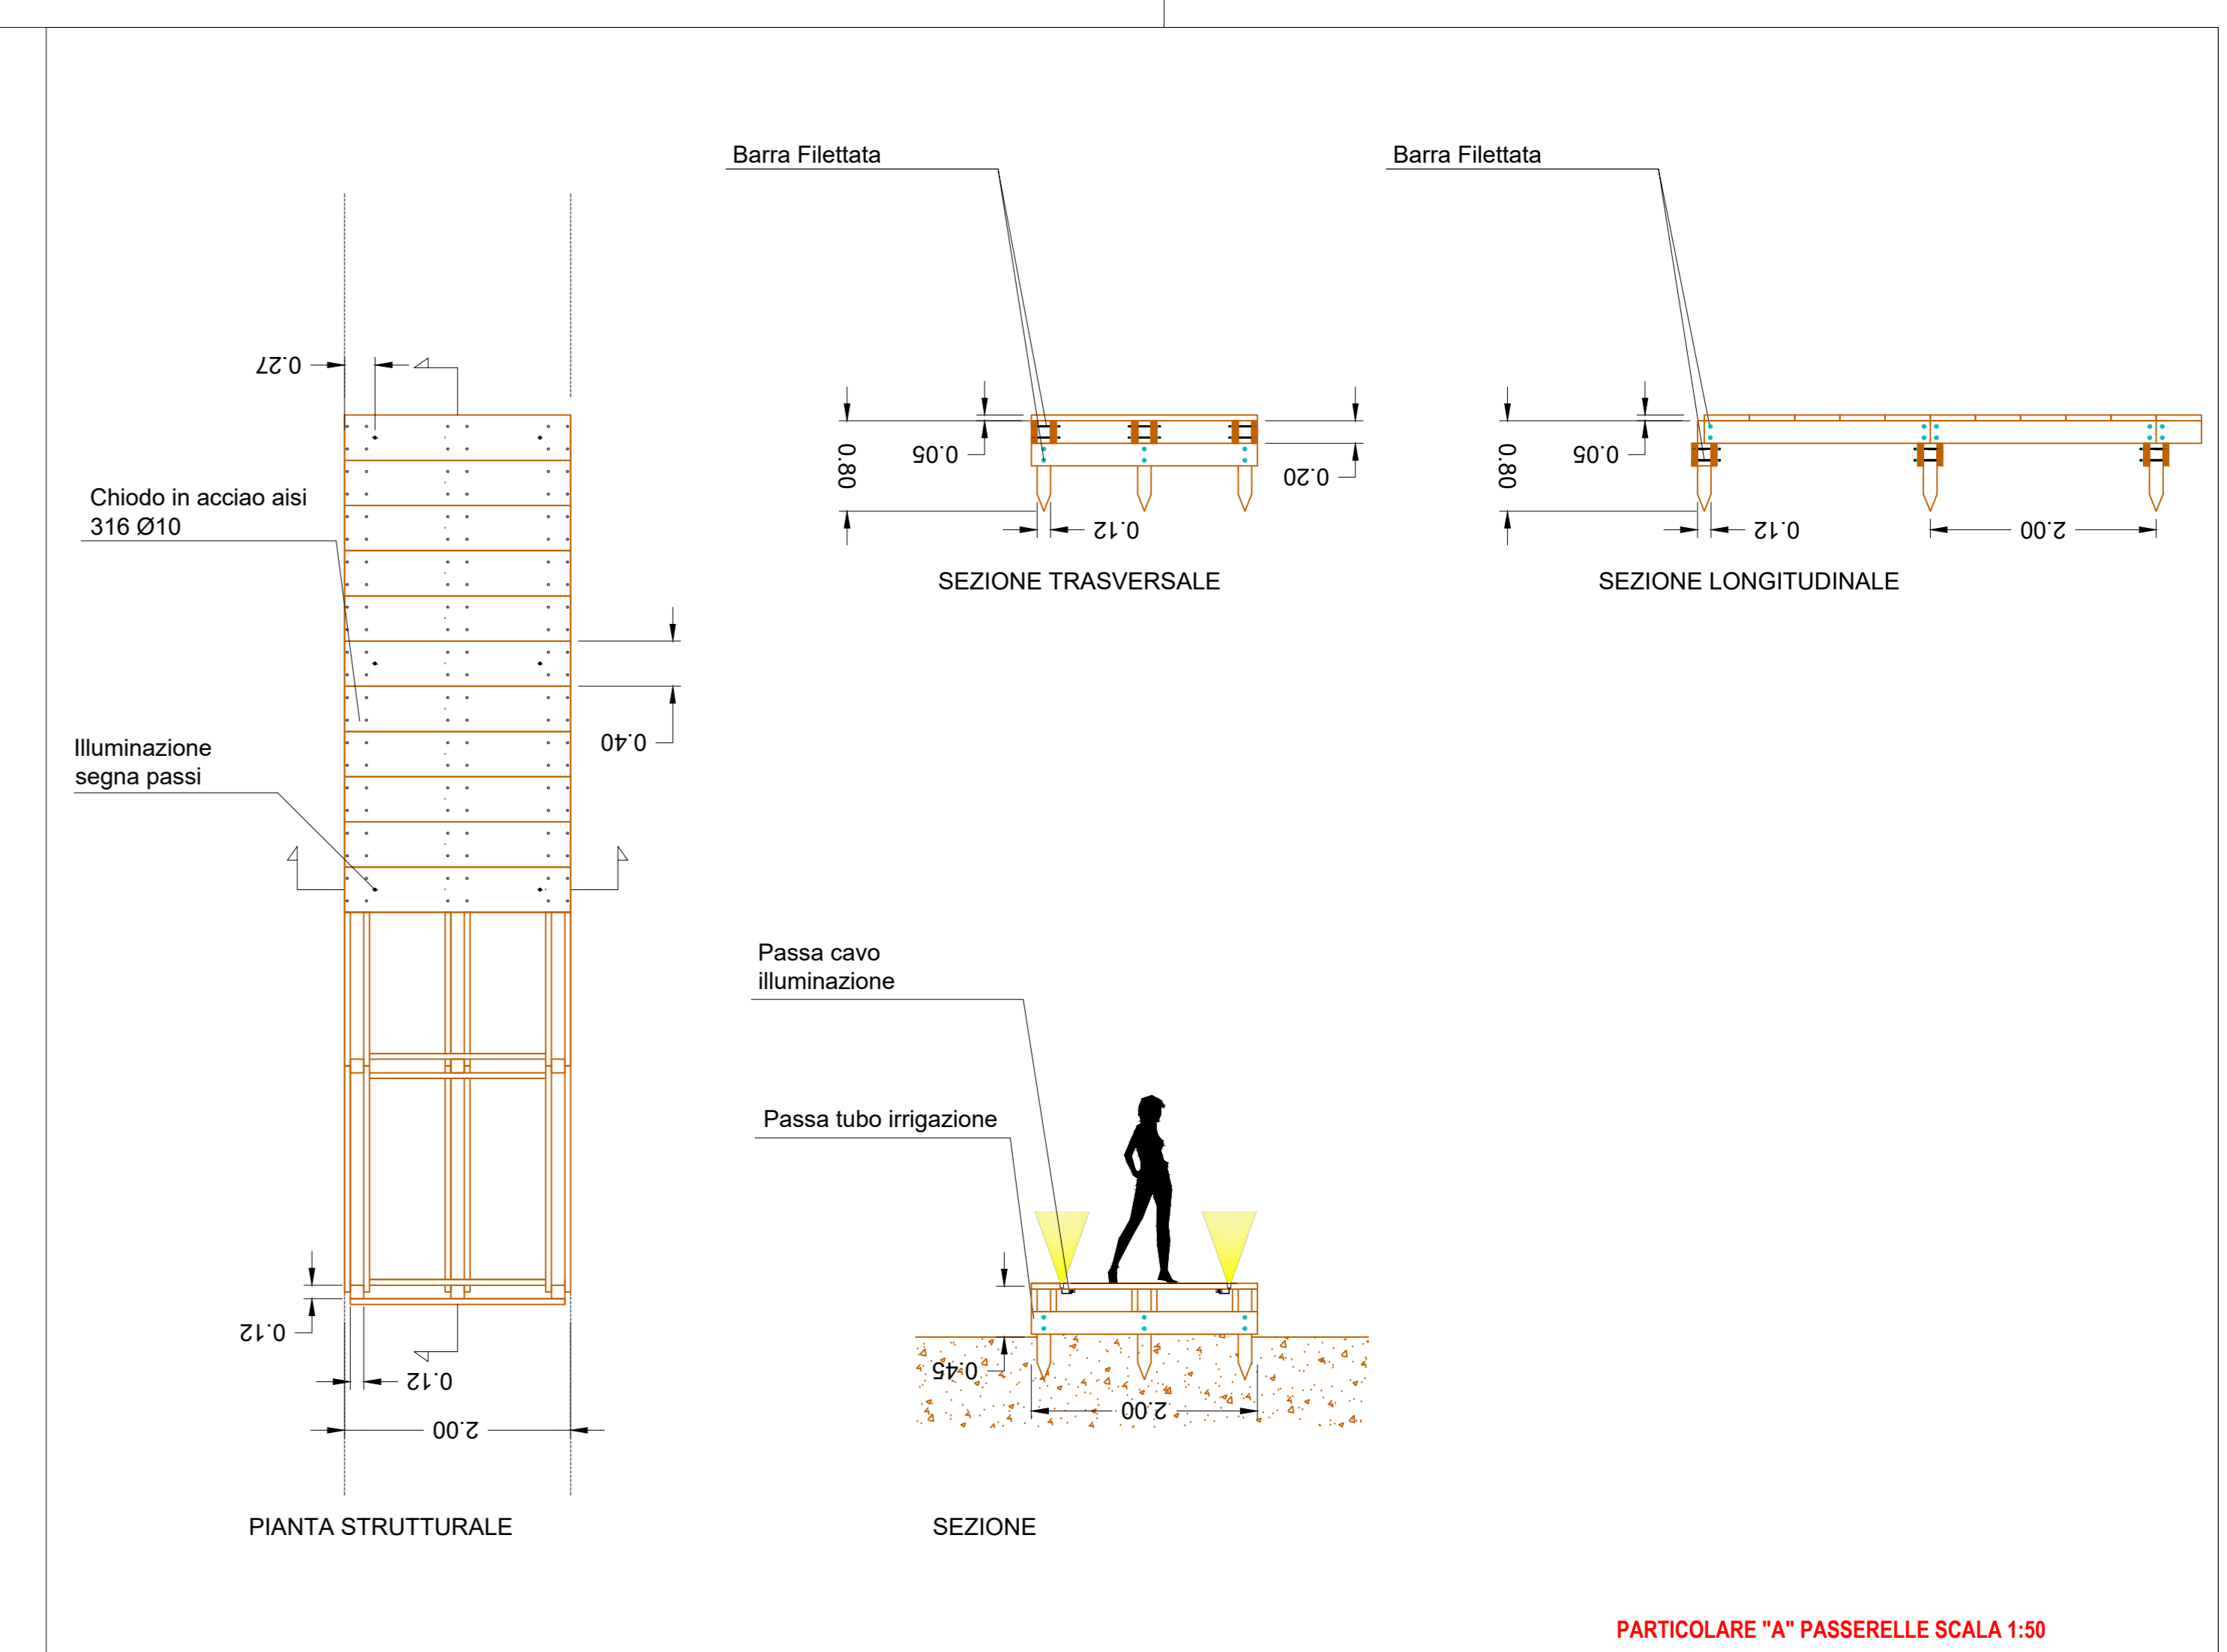 Barra Filettata
Barra Filettata
0.27
0.80
0.05
0.20
0.12
SEZIONE TRASVERSALE
0.80
0.05
0.12
2.00
SEZIONE LONGITUDINALE
Chiodo in acciao aisi
316 Ø10
0.40
Illuminazione
segna passi
Passa cavo
illuminazione
Passa tubo irrigazione
0.12
0.12
2.00
0.45
2.00
PIANTA STRUTTURALE
SEZIONE
PARTICOLARE "A" PASSERELLE SCALA 1:50